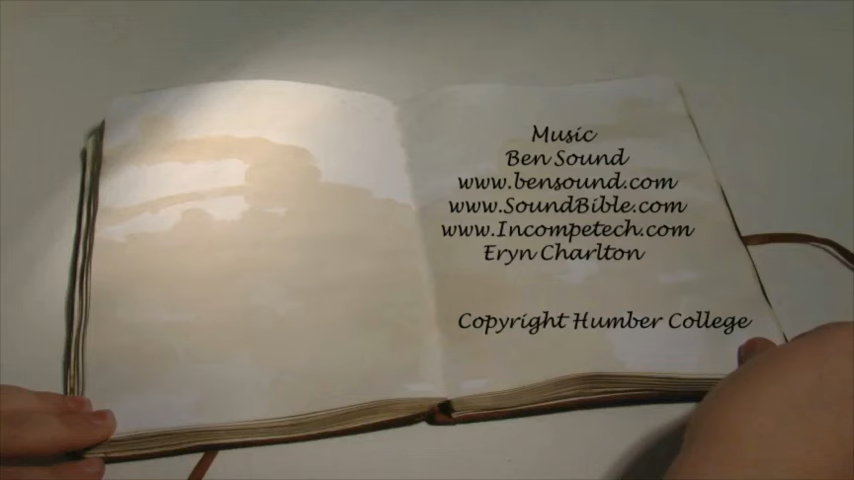 Music
Ben Sound
www.bensound.com
www.SoundBible.com
www.Incompetech.com
Eryn Charlton
Copyright Humber College